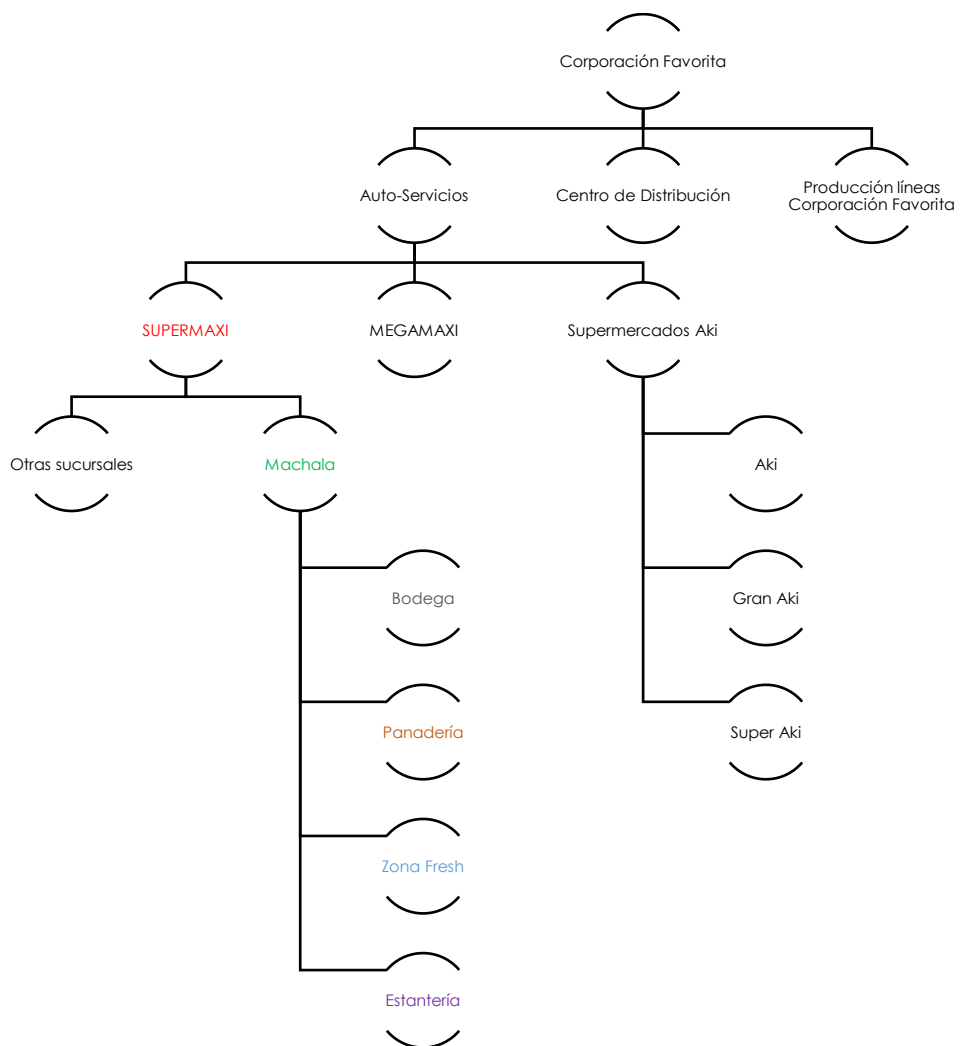 Corporación Favorita
Auto-Servicios
Centro de Distribución
Producción líneas
Corporación Favorita
SUPERMAXI
MEGAMAXI
Supermercados Aki
Otras sucursales
Machala
Aki
Bodega
Gran Aki
Panadería
Super Aki
Zona Fresh
Estantería